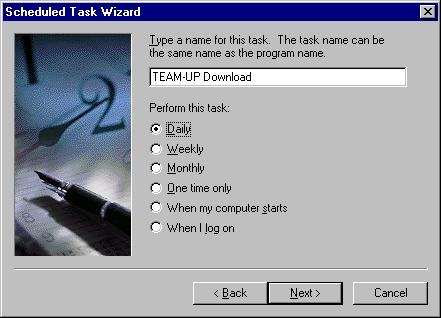 Scheduled Task Wizard
Type a name for this task. The task name can be
the same name as the program name.
TEAM-UP Download
Perform this task:
Daily
Weekly
Monthly
One time only
When my computer starts
When I log on
< Back
Next >
Cancel